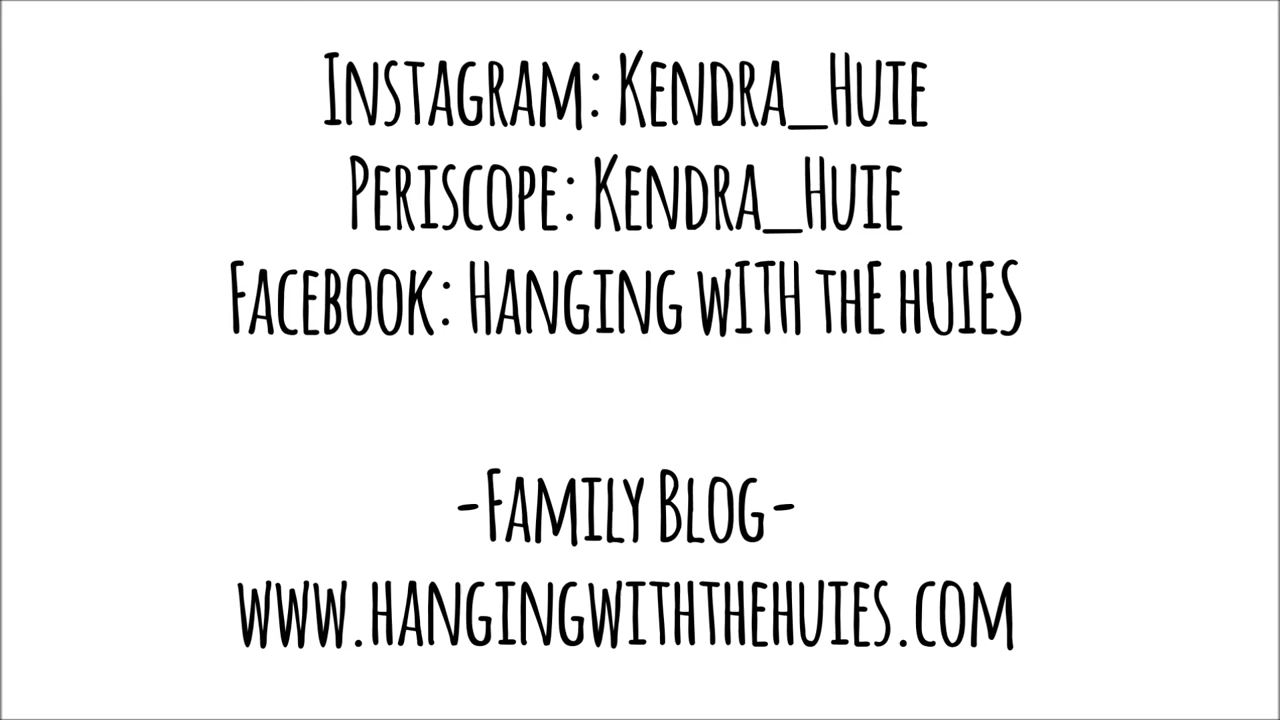 Instagram: Kendra_Huie
Periscope: Kendra_Huie
Facebook: Hanging with the Huies
-Family Blog-
www.hangingwiththehuies.com